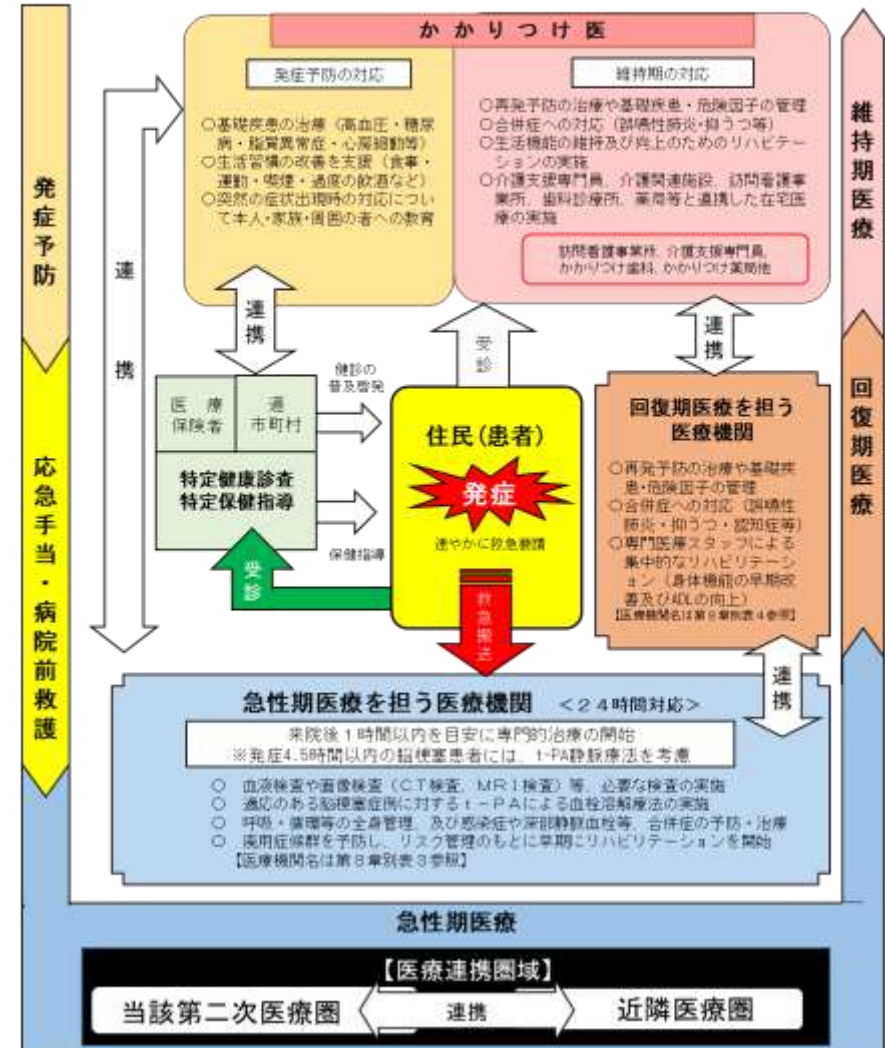 かかりつけ医
発症予防の対応
○基礎疾患の治療（高血圧・糖尿
病・脂質異常症・心房細動等）
○生活習慣の改善を支援（食事・
運動・喫煙・過度の飲酒など）
○突然の症状出現時の対応につい
て本人・家族・周囲の者への教育
維持期の対応
○再発予防の治療や基礎疾患・危険因子の管理
○合併症への対応（誤嚥性肺炎・抑うつ等）
○生活機能の維持及び向上のためのリハビリテー
ションの実施
○介護支援専門員、介護関連施設、訪問看護事
業所、歯科診療所、薬局等と連携した在宅医
療の実施
訪問看護事業所、介護支援専門員、
かかりつけ歯科、かかりつけ薬局他
発症予防
応急手当・病院前救護
維持期医療
回復期医療
連携
連携
受診
連携
医療
保険者
市町村
特定健康診査
特定保健指導
健診の
普及啓発
保健指導
受診
住民（患者）
発症
速やかに救急要請
救急搬送
回復期医療を担う
医療機関
○再発予防の治療や基礎疾
患・危険因子の管理
○合併症への対応（誤嚥性
肺炎・抑うつ・認知症等）
○専門医療スタッフによる
集中的なリハビリテーシ
ョン（身体機能の早期改
善及びADLの向上）
【医療機関名は第８章別表４参照】
連携
急性期医療を担う医療機関 ＜２４時間対応＞
来院後１時間以内を目安に専門的治療の開始
※発症4.5時間以内の脳梗塞患者には、t-PA静脈療法を考慮
○ 血液検査や画像検査（ＣＴ検査、ＭＲＩ検査）等、必要な検査の実施
○ 適応のある脳梗塞症例に対するｔ－ＰＡによる血栓溶解療法の実施
○ 呼吸・循環等の全身管理、及び感染症や深部静脈血栓等、合併症の予防・治療
○ 廃用症候群を予防し、リスク管理のもとに早期にリハビリテーションを開始
【医療機関名は第８章別表３参照】
急性期医療
【医療連携圏域】
当該第二次医療圏
連携
近隣医療圏